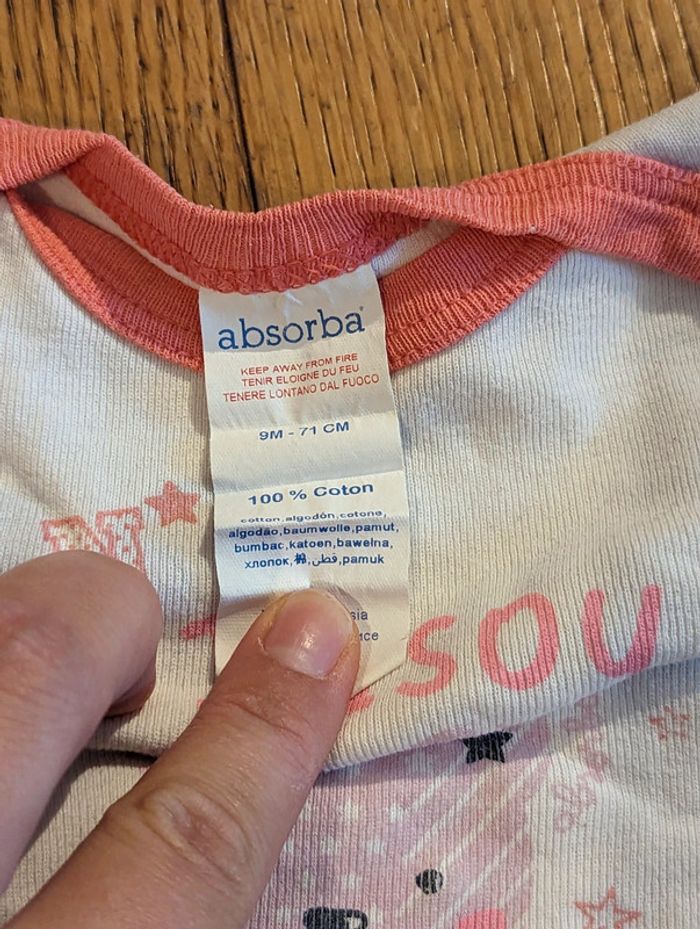 absorba
KEEP AWAY FROM FIRE
TENIR ELOIGNE DU FEU
TENERE LONTANO DAL FUOCO
9M - 71 CM
100 % Coton
cotton,algodón,cotone,
algodão,baumwolle,pamut,
bumbac,katoen,bawełna,
хлопок,棉,قطن,pamuk
N
SOU